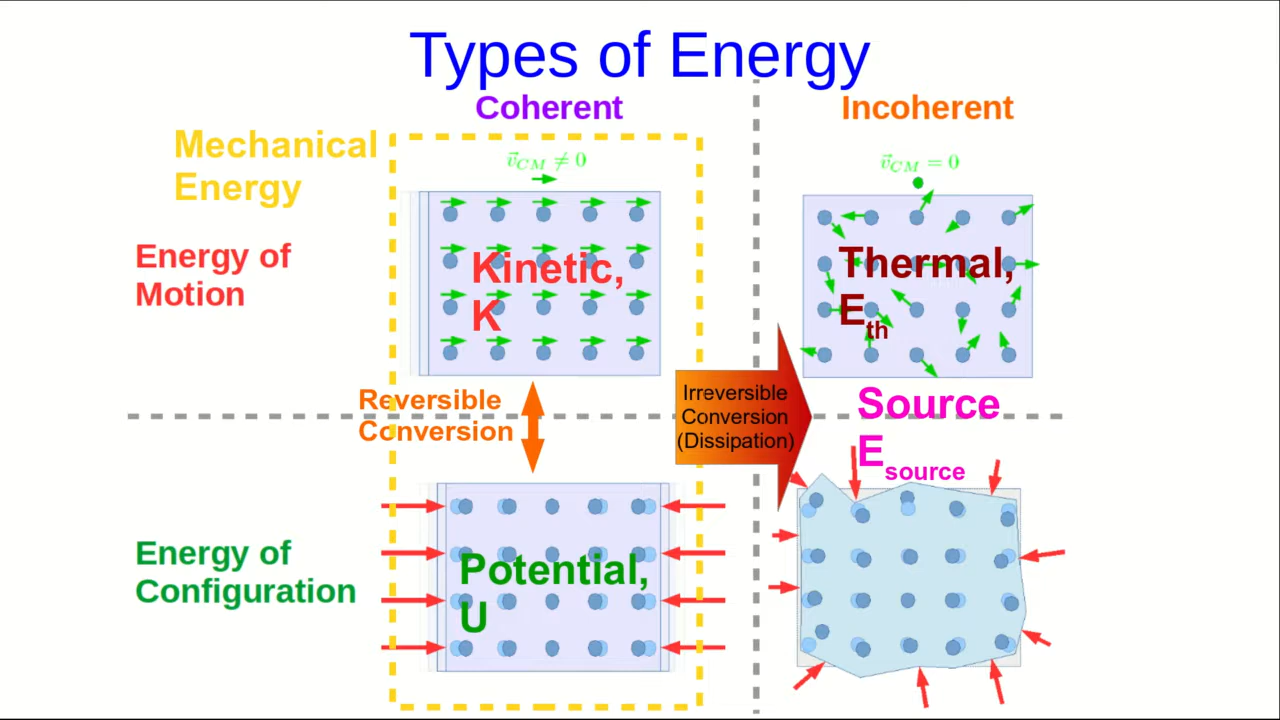 Types of Energy
Coherent
Incoherent
Mechanical
Energy
v⃗CM ≠ 0
v⃗CM = 0
Energy of
Motion
Kinetic,
K
Thermal,
Eth
Reversible
Conversion
Irreversible
Conversion
(Dissipation)
Source
Esource
Energy of
Configuration
Potential,
U